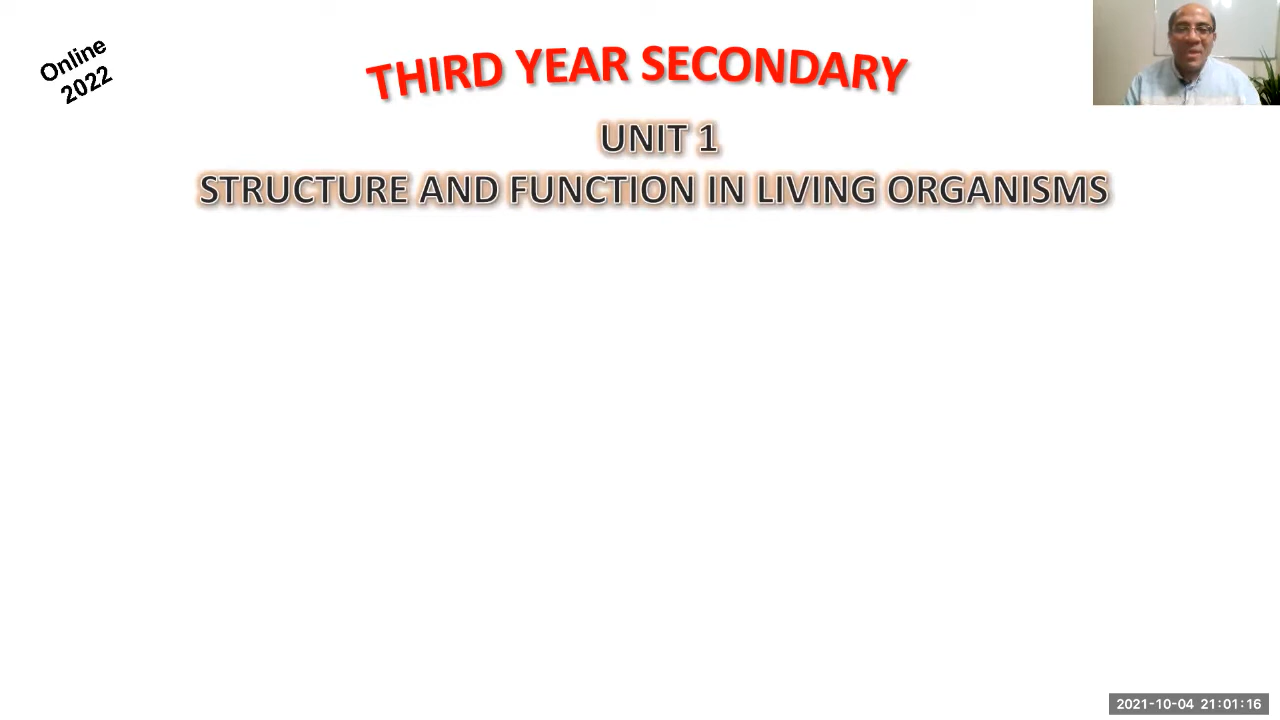 Online
2022
THIRD YEAR SECONDARY
UNIT 1
STRUCTURE AND FUNCTION IN LIVING ORGANISMS
2021-10-04 21:01:16